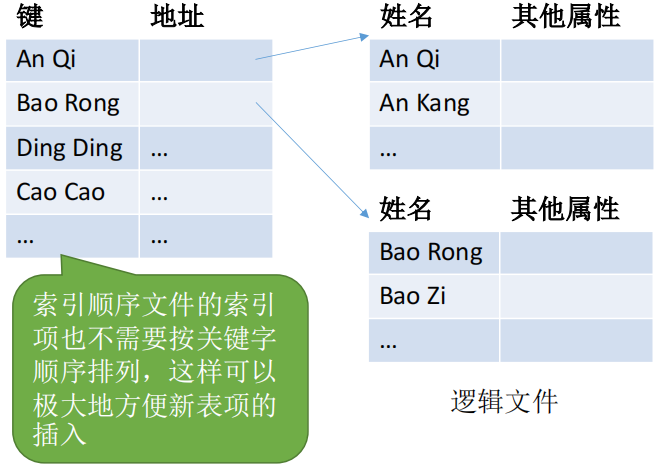 键 地址
An Qi
Bao Rong
Ding Ding …
Cao Cao …
… …
索引顺序文件的索引
项也不需要按关键字
顺序排列，这样可以
极大地方便新表项的
插入
姓名 其他属性
An Qi
An Kang
…
姓名 其他属性
Bao Rong
Bao Zi
…
逻辑文件